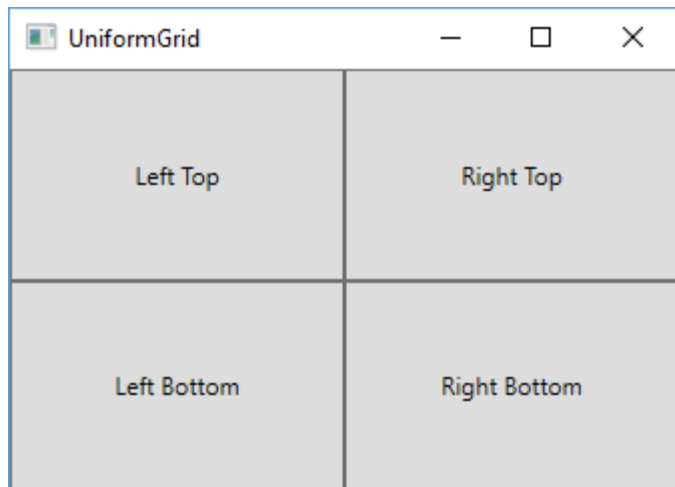 UniformGrid
Left Top
Right Top
Left Bottom
Right Bottom